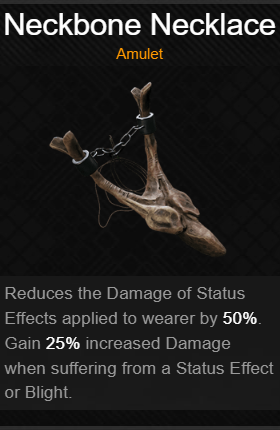 Neckbone Necklace
Amulet
Reduces the Damage of Status
Effects applied to wearer by 50%.
Gain 25% increased Damage
when suffering from a Status Effect
or Blight.